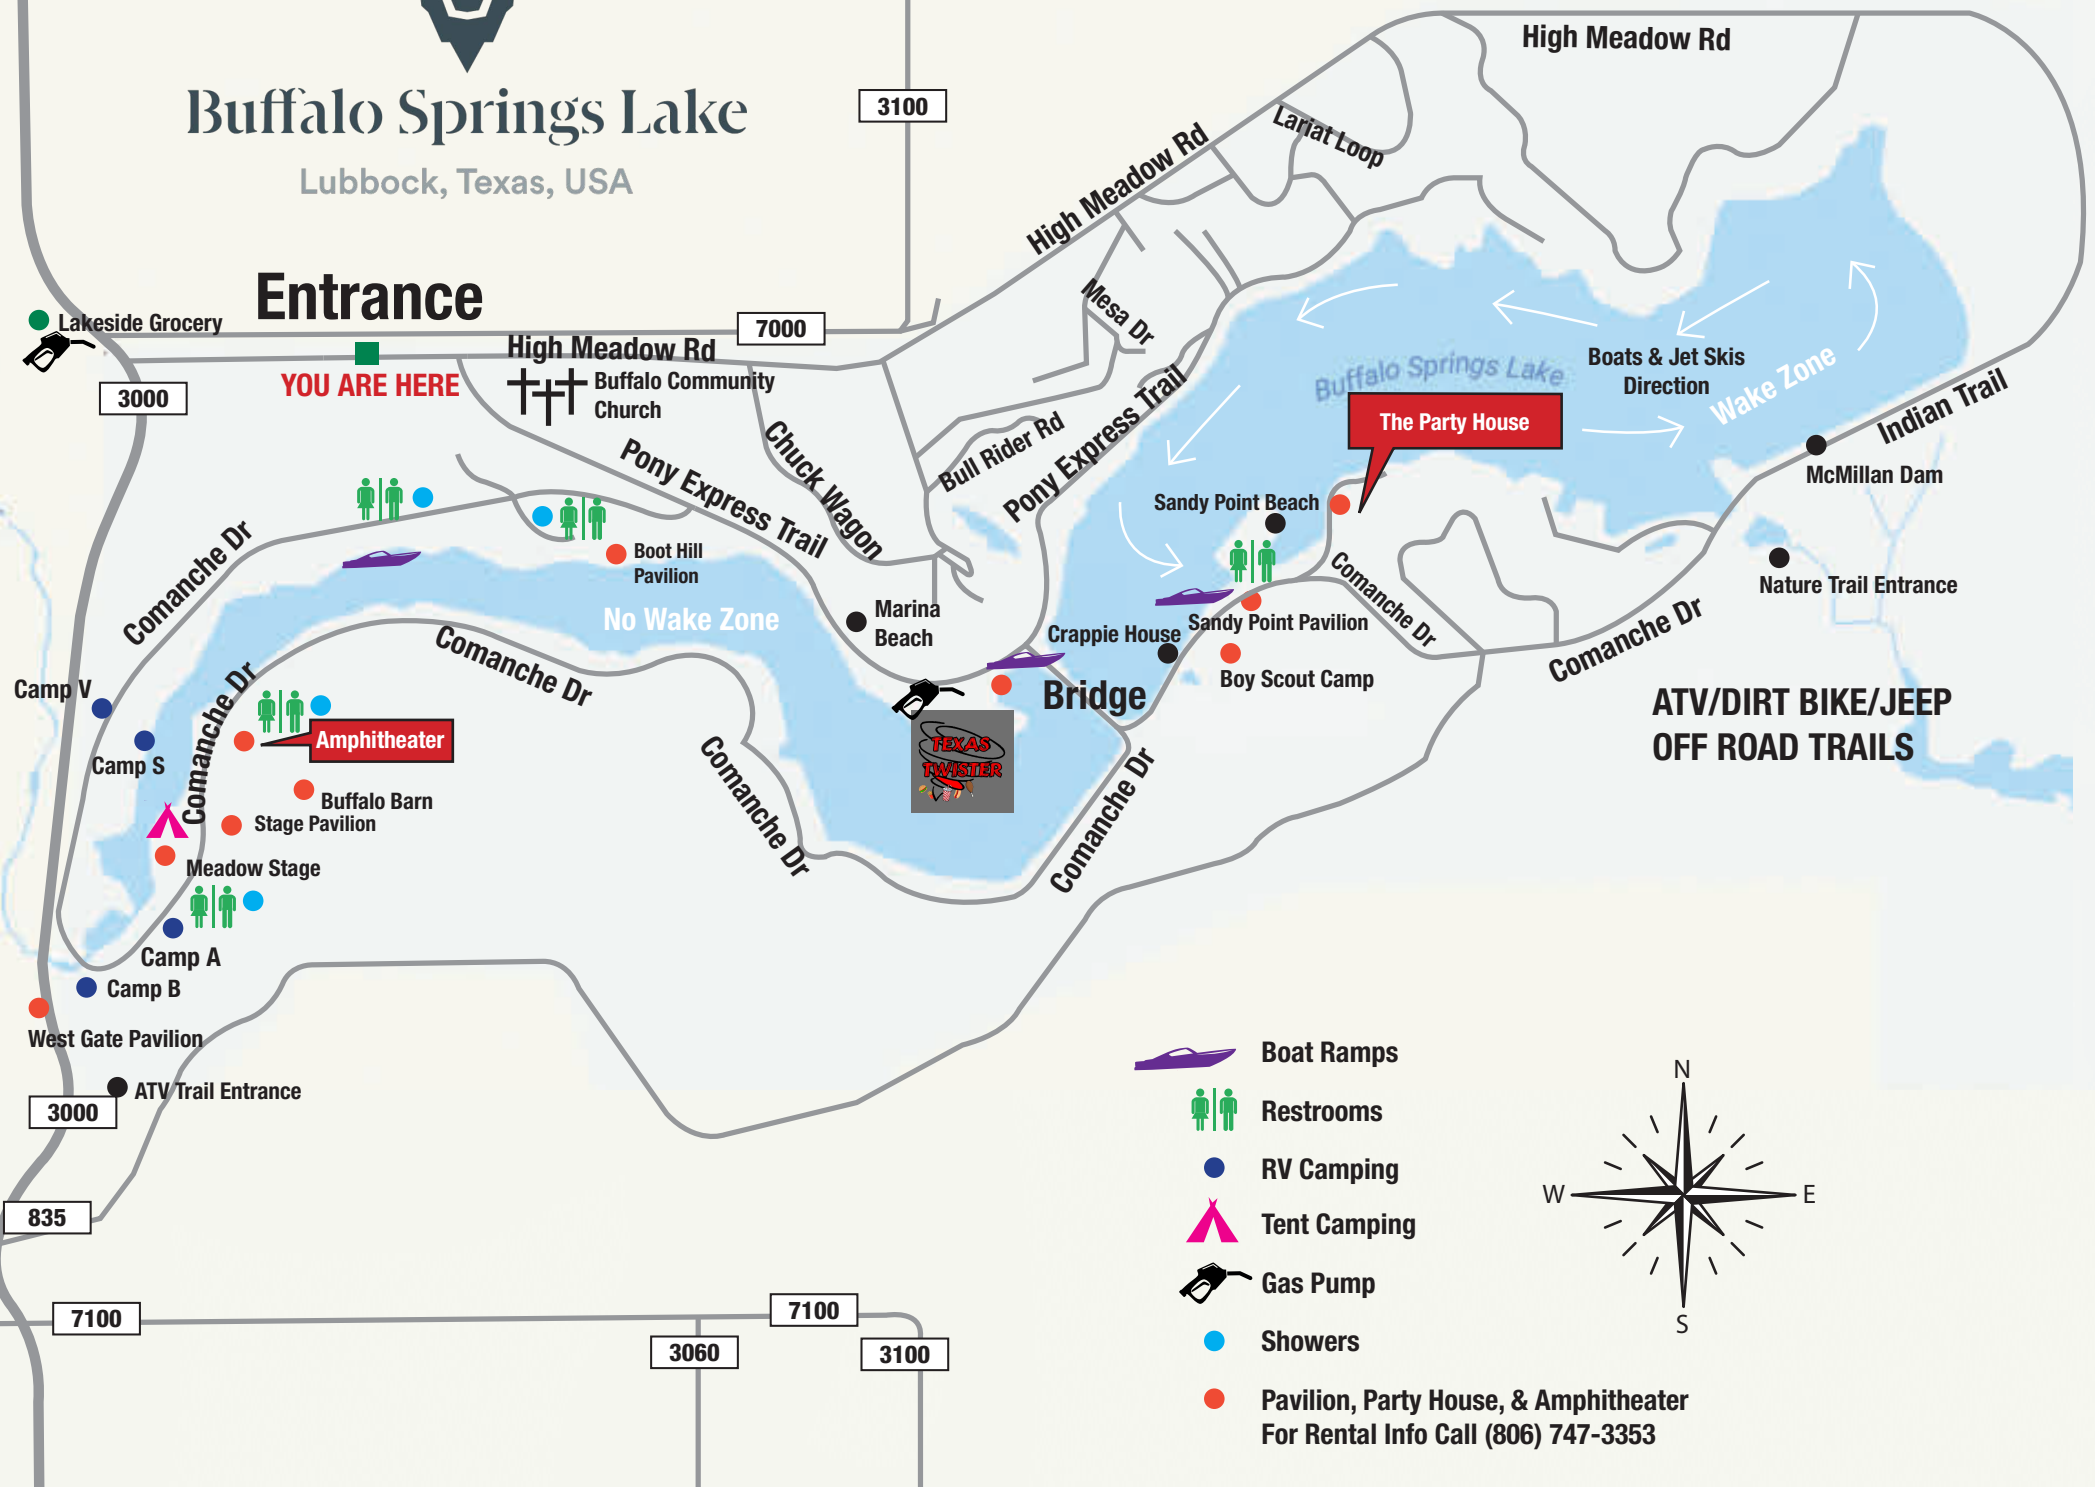 Buffalo Springs Lake
Lubbock, Texas, USA
3100
High Meadow Rd
Lariat Loop
High Meadow Rd
Entrance
Lakeside Grocery
7000
High Meadow Rd
YOU ARE HERE
Buffalo Community
Church
3000
Mesa Dr
Buffalo Springs Lake
Boats & Jet Skis
Direction
Wake Zone
The Party House
Indian Trail
McMillan Dam
Chuck Wagon
Bull Rider Rd
Pony Express Trail
Pony Express Trail
Sandy Point Beach
Comanche Dr
Boot Hill
Pavilion
No Wake Zone
Marina
Beach
Nature Trail Entrance
Comanche Dr
Sandy Point Pavilion
Crappie House
Comanche Dr
Comanche Dr
Boy Scout Camp
Bridge
Camp V
Camp S
Comanche Dr
Amphitheater
Comanche Dr
TEXAS
TWISTER
Comanche Dr
ATV/DIRT BIKE/JEEP
OFF ROAD TRAILS
Buffalo Barn
Stage Pavilion
Meadow Stage
Camp A
Camp B
West Gate Pavilion
ATV Trail Entrance
3000
835
7100
7100
3060
3100
Boat Ramps
Restrooms
RV Camping
Tent Camping
Gas Pump
Showers
Pavilion, Party House, & Amphitheater
For Rental Info Call (806) 747-3353
N
W
E
S